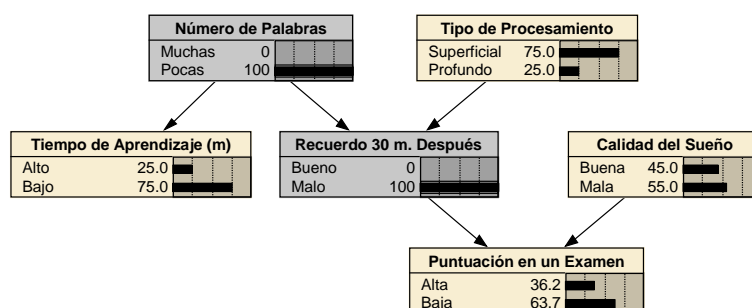 Número de Palabras
Muchas 0
Pocas 100
Tipo de Procesamiento
Superficial 75.0
Profundo 25.0
Tiempo de Aprendizaje (m)
Alto 25.0
Bajo 75.0
Recuerdo 30 m. Después
Bueno 0
Malo 100
Calidad del Sueño
Buena 45.0
Mala 55.0
Puntuación en un Examen
Alta 36.2
Baja 63.7